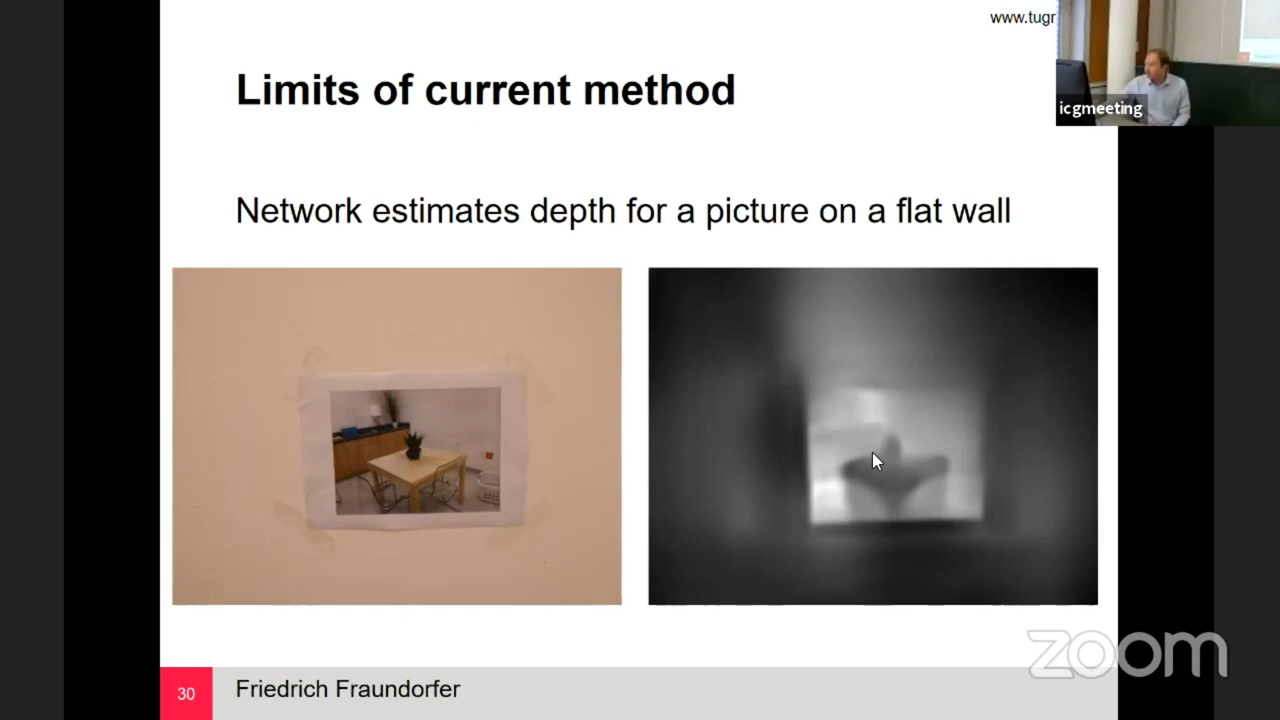 www.tugr
Limits of current method
icgmeeting
Network estimates depth for a picture on a flat wall
zoom
30
Friedrich Fraundorfer